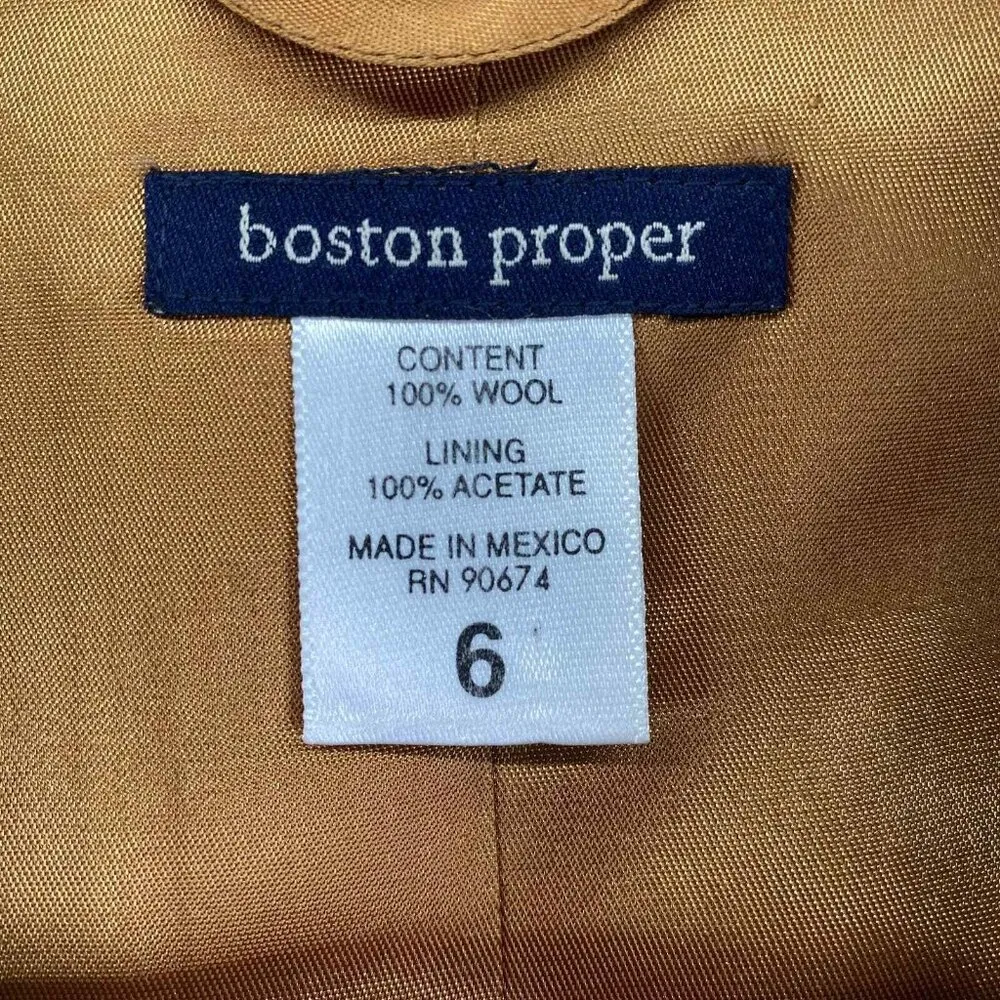 boston proper
CONTENT
100% WOOL
LINING
100% ACETATE
MADE IN MEXICO
RN 90674
6